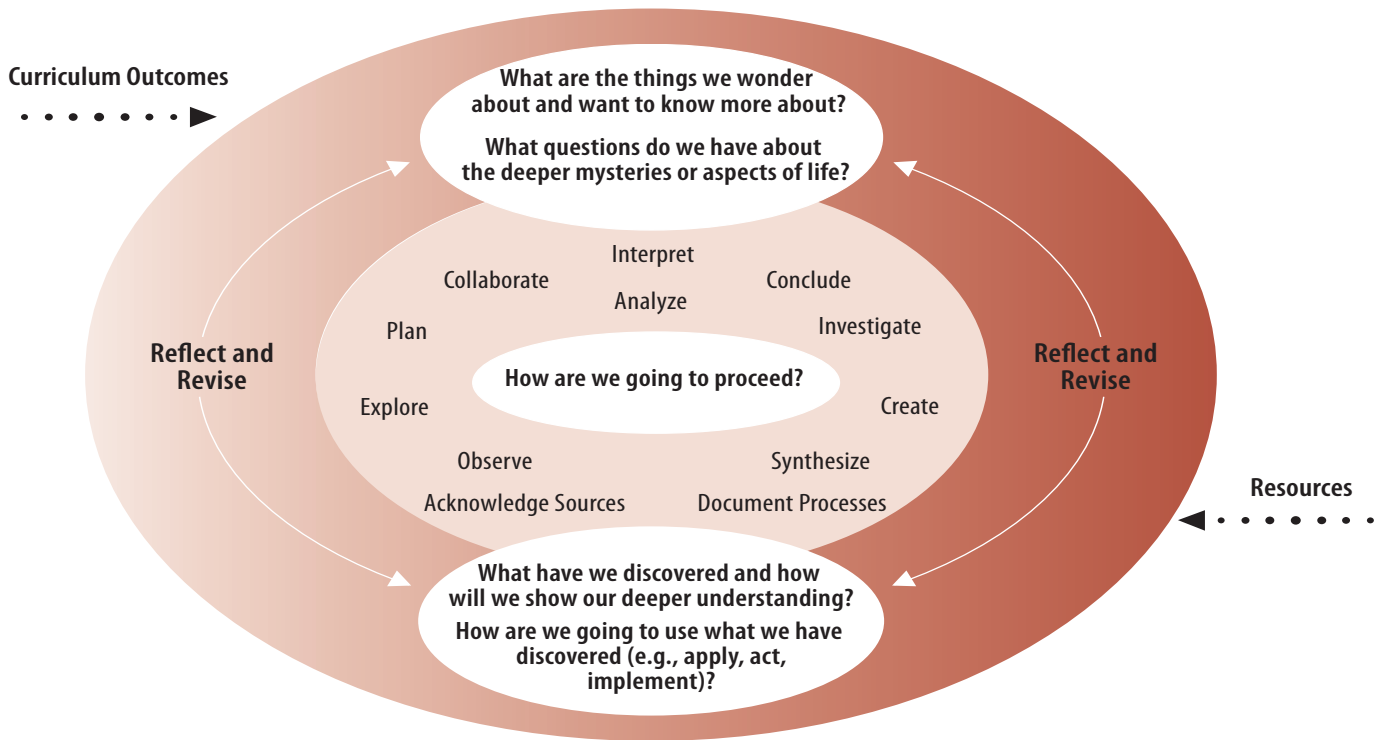 Curriculum Outcomes
What are the things we wonder
about and want to know more about?
What questions do we have about
the deeper mysteries or aspects of life?
Interpret
Collaborate
Conclude
Analyze
Plan
Investigate
Reflect and
Revise
How are we going to proceed?
Reflect and
Revise
Explore
Create
Observe
Synthesize
Acknowledge Sources
Document Processes
Resources
What have we discovered and how
will we show our deeper understanding?
How are we going to use what we have
discovered (e.g., apply, act,
implement)?